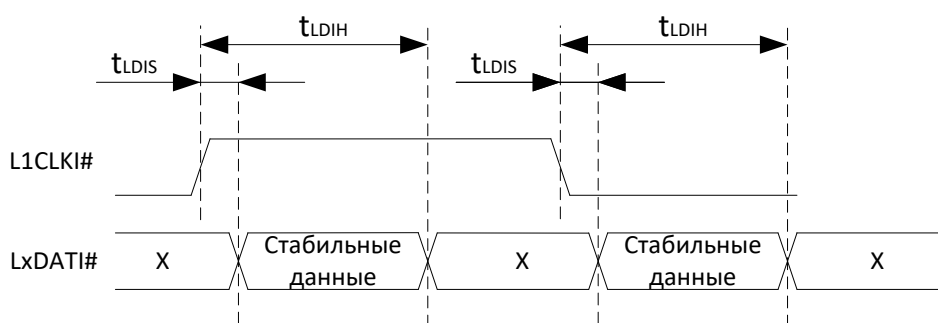 tLDIH tLDIH
tLDIS tLDIS
L1CLKI#
LxDATI# X Стабильные данные X Стабильные данные X